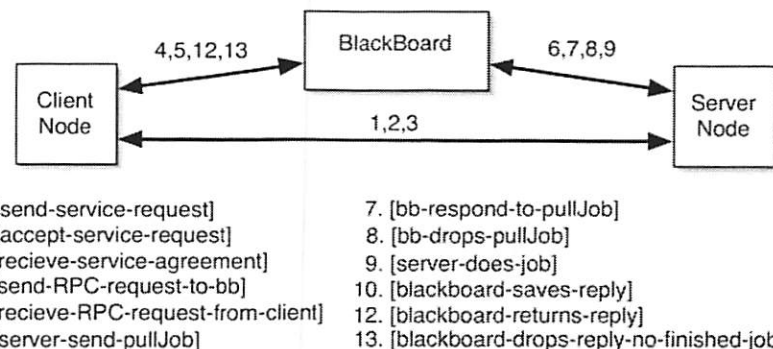 BlackBoard
4,5,12,13
6,7,8,9
Client
Node
Server
Node
1,2,3
send-service-request]
accept-service-request]
recieve-service-agreement]
send-RPC-request-to-bb]
recieve-RPC-request-from-client]
server-send-pullJob]
7. [bb-respond-to-pullJob]
8. [bb-drops-pullJob]
9. [server-does-job]
10. [blackboard-saves-reply]
12. [blackboard-returns-reply]
13. [blackboard-drops-reply-no-finished-job